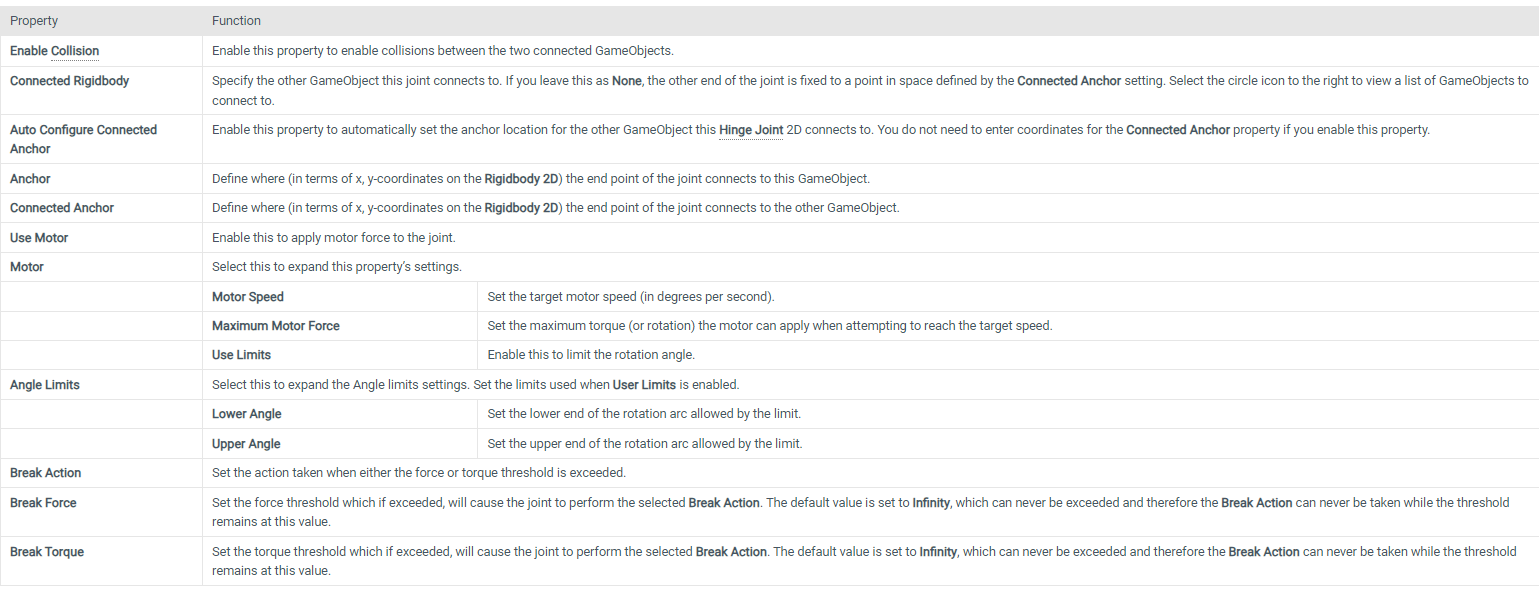 Property Function
Enable Collision Enable this property to enable collisions between the two connected GameObjects.
Connected Rigidbody Specify the other GameObject this joint connects to. If you leave this as None, the other end of the joint is fixed to a point in space defined by the Connected Anchor setting. Select the circle icon to the right to view a list of GameObjects to
connect to.
Auto Configure Connected Enable this property to automatically set the anchor location for the other GameObject this Hinge Joint 2D connects to. You do not need to enter coordinates for the Connected Anchor property if you enable this property.
Anchor
Anchor Define where (in terms of x, y-coordinates on the Rigidbody 2D) the end point of the joint connects to this GameObject.
Connected Anchor Define where (in terms of x, y-coordinates on the Rigidbody 2D) the end point of the joint connects to the other GameObject.
Use Motor Enable this to apply motor force to the joint.
Motor Select this to expand this property's settings.
Motor Speed Set the target motor speed (in degrees per second).
Maximum Motor Force Set the maximum torque (or rotation) the motor can apply when attempting to reach the target speed.
Use Limits Enable this to limit the rotation angle.
Angle Limits Select this to expand the Angle limits settings. Set the limits used when User Limits is enabled.
Lower Angle Set the lower end of the rotation arc allowed by the limit.
Upper Angle Set the upper end of the rotation arc allowed by the limit.
Break Action Set the action taken when either the force or torque threshold is exceeded.
Break Force Set the force threshold which if exceeded, will cause the joint to perform the selected Break Action. The default value is set to Infinity, which can never be exceeded and therefore the Break Action can never be taken while the threshold
remains at this value.
Break Torque Set the torque threshold which if exceeded, will cause the joint to perform the selected Break Action. The default value is set to Infinity, which can never be exceeded and therefore the Break Action can never be taken while the threshold
remains at this value.